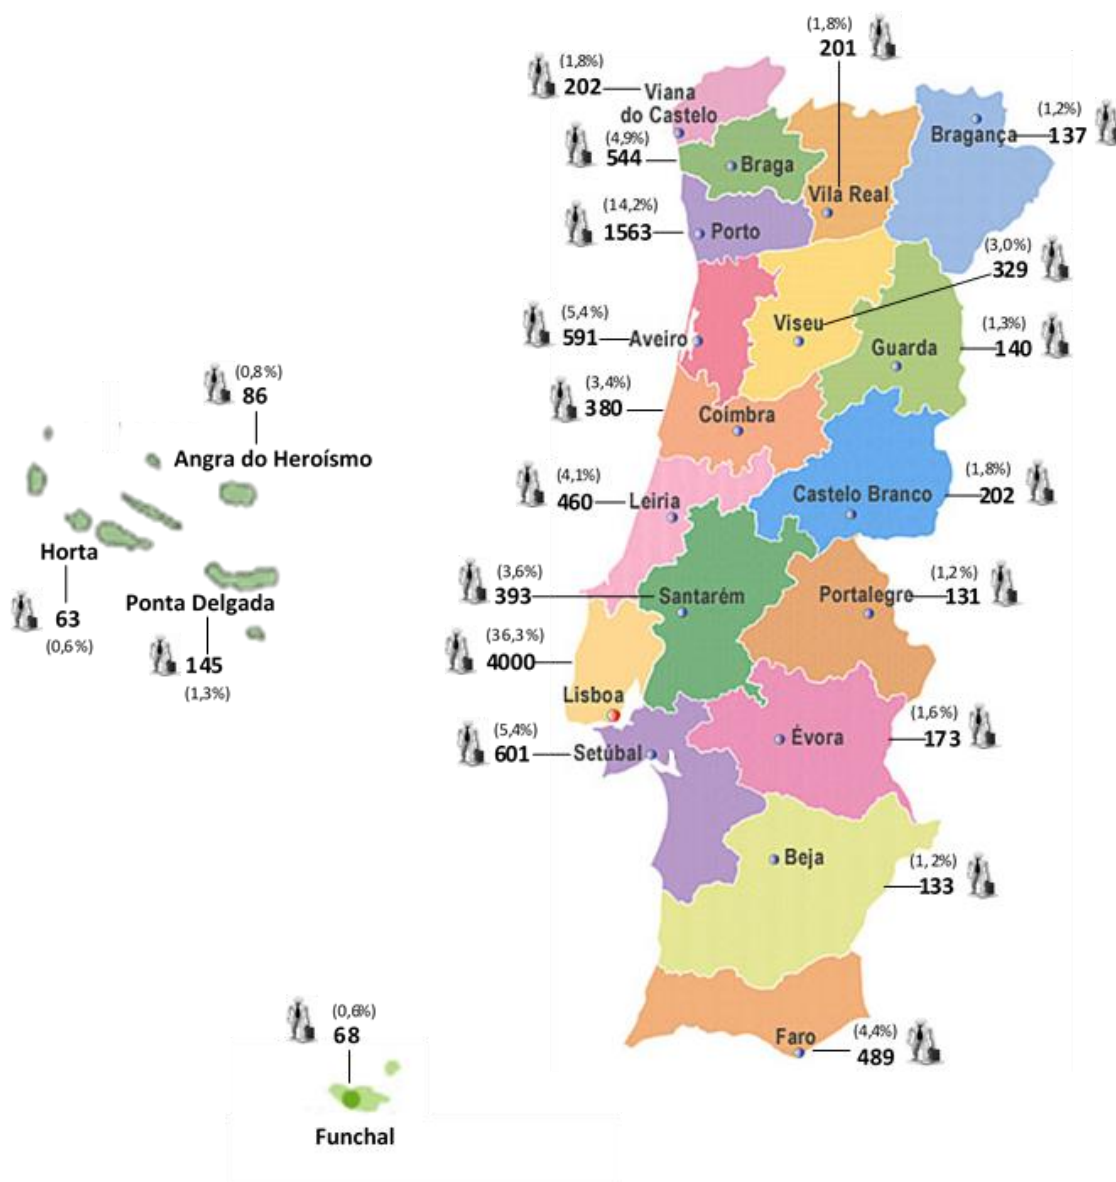 (1,8%)
201
(1,8%)
202
Viana
do Castelo
(1,2%)
Bragança
137
(4,9%)
544
Braga
Vila Real
(14,2%)
1563
Porto
(3,0%)
329
(5,4%)
591
Aveiro
Viseu
(1,3%)
140
Guarda
(0,8%)
86
(3,4%)
380
Coimbra
Angra do Heroísmo
(4,1%)
460
Leiria
Castelo Branco
(1,8%)
202
Horta
63
(0,6%)
Ponta Delgada
145
(1,3%)
(3,6%)
393
Santarém
Portalegre
(1,2%)
131
(36,3%)
4000
Lisboa
(5,4%)
601
Setúbal
Évora
(1,6%)
173
Beja
(1,2%)
133
(0,6%)
68
Funchal
Faro
(4,4%)
489